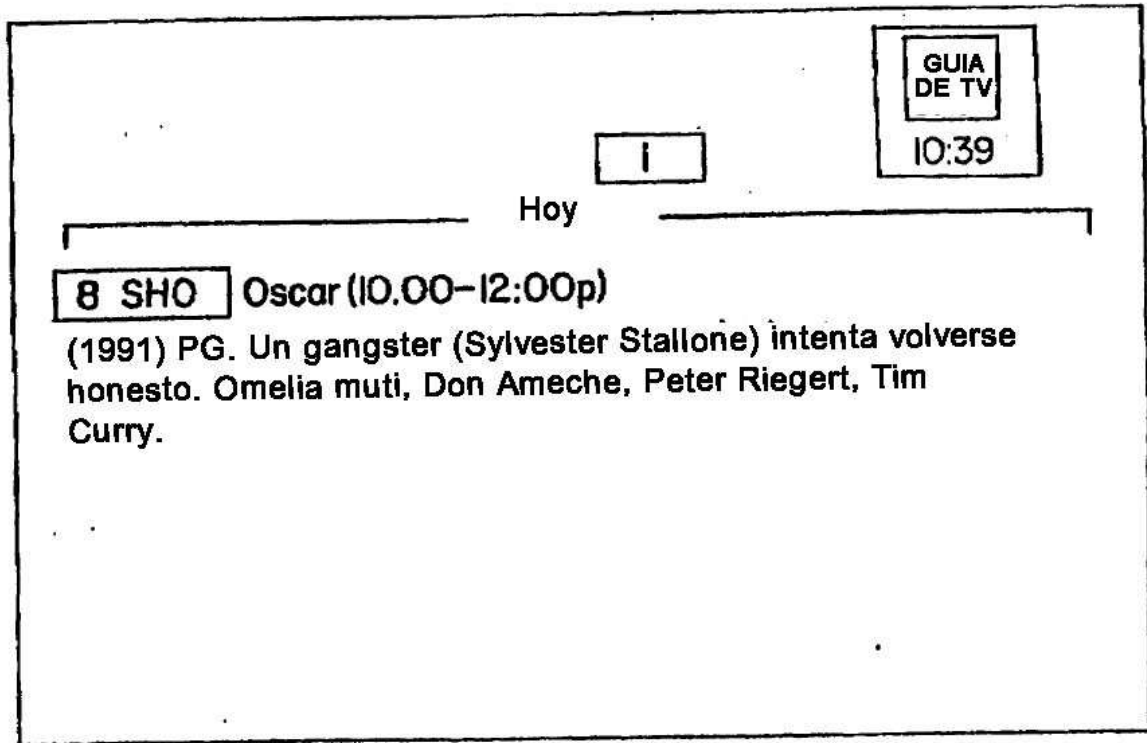 GUIA
DE TV
10:39
i
Hoy
8 SHO Oscar (10.00-12:00p)
(1991) PG. Un gangster (Sylvester Stallone) intenta volverse
honesto. Omelia muti, Don Ameche, Peter Riegert, Tim
Curry.